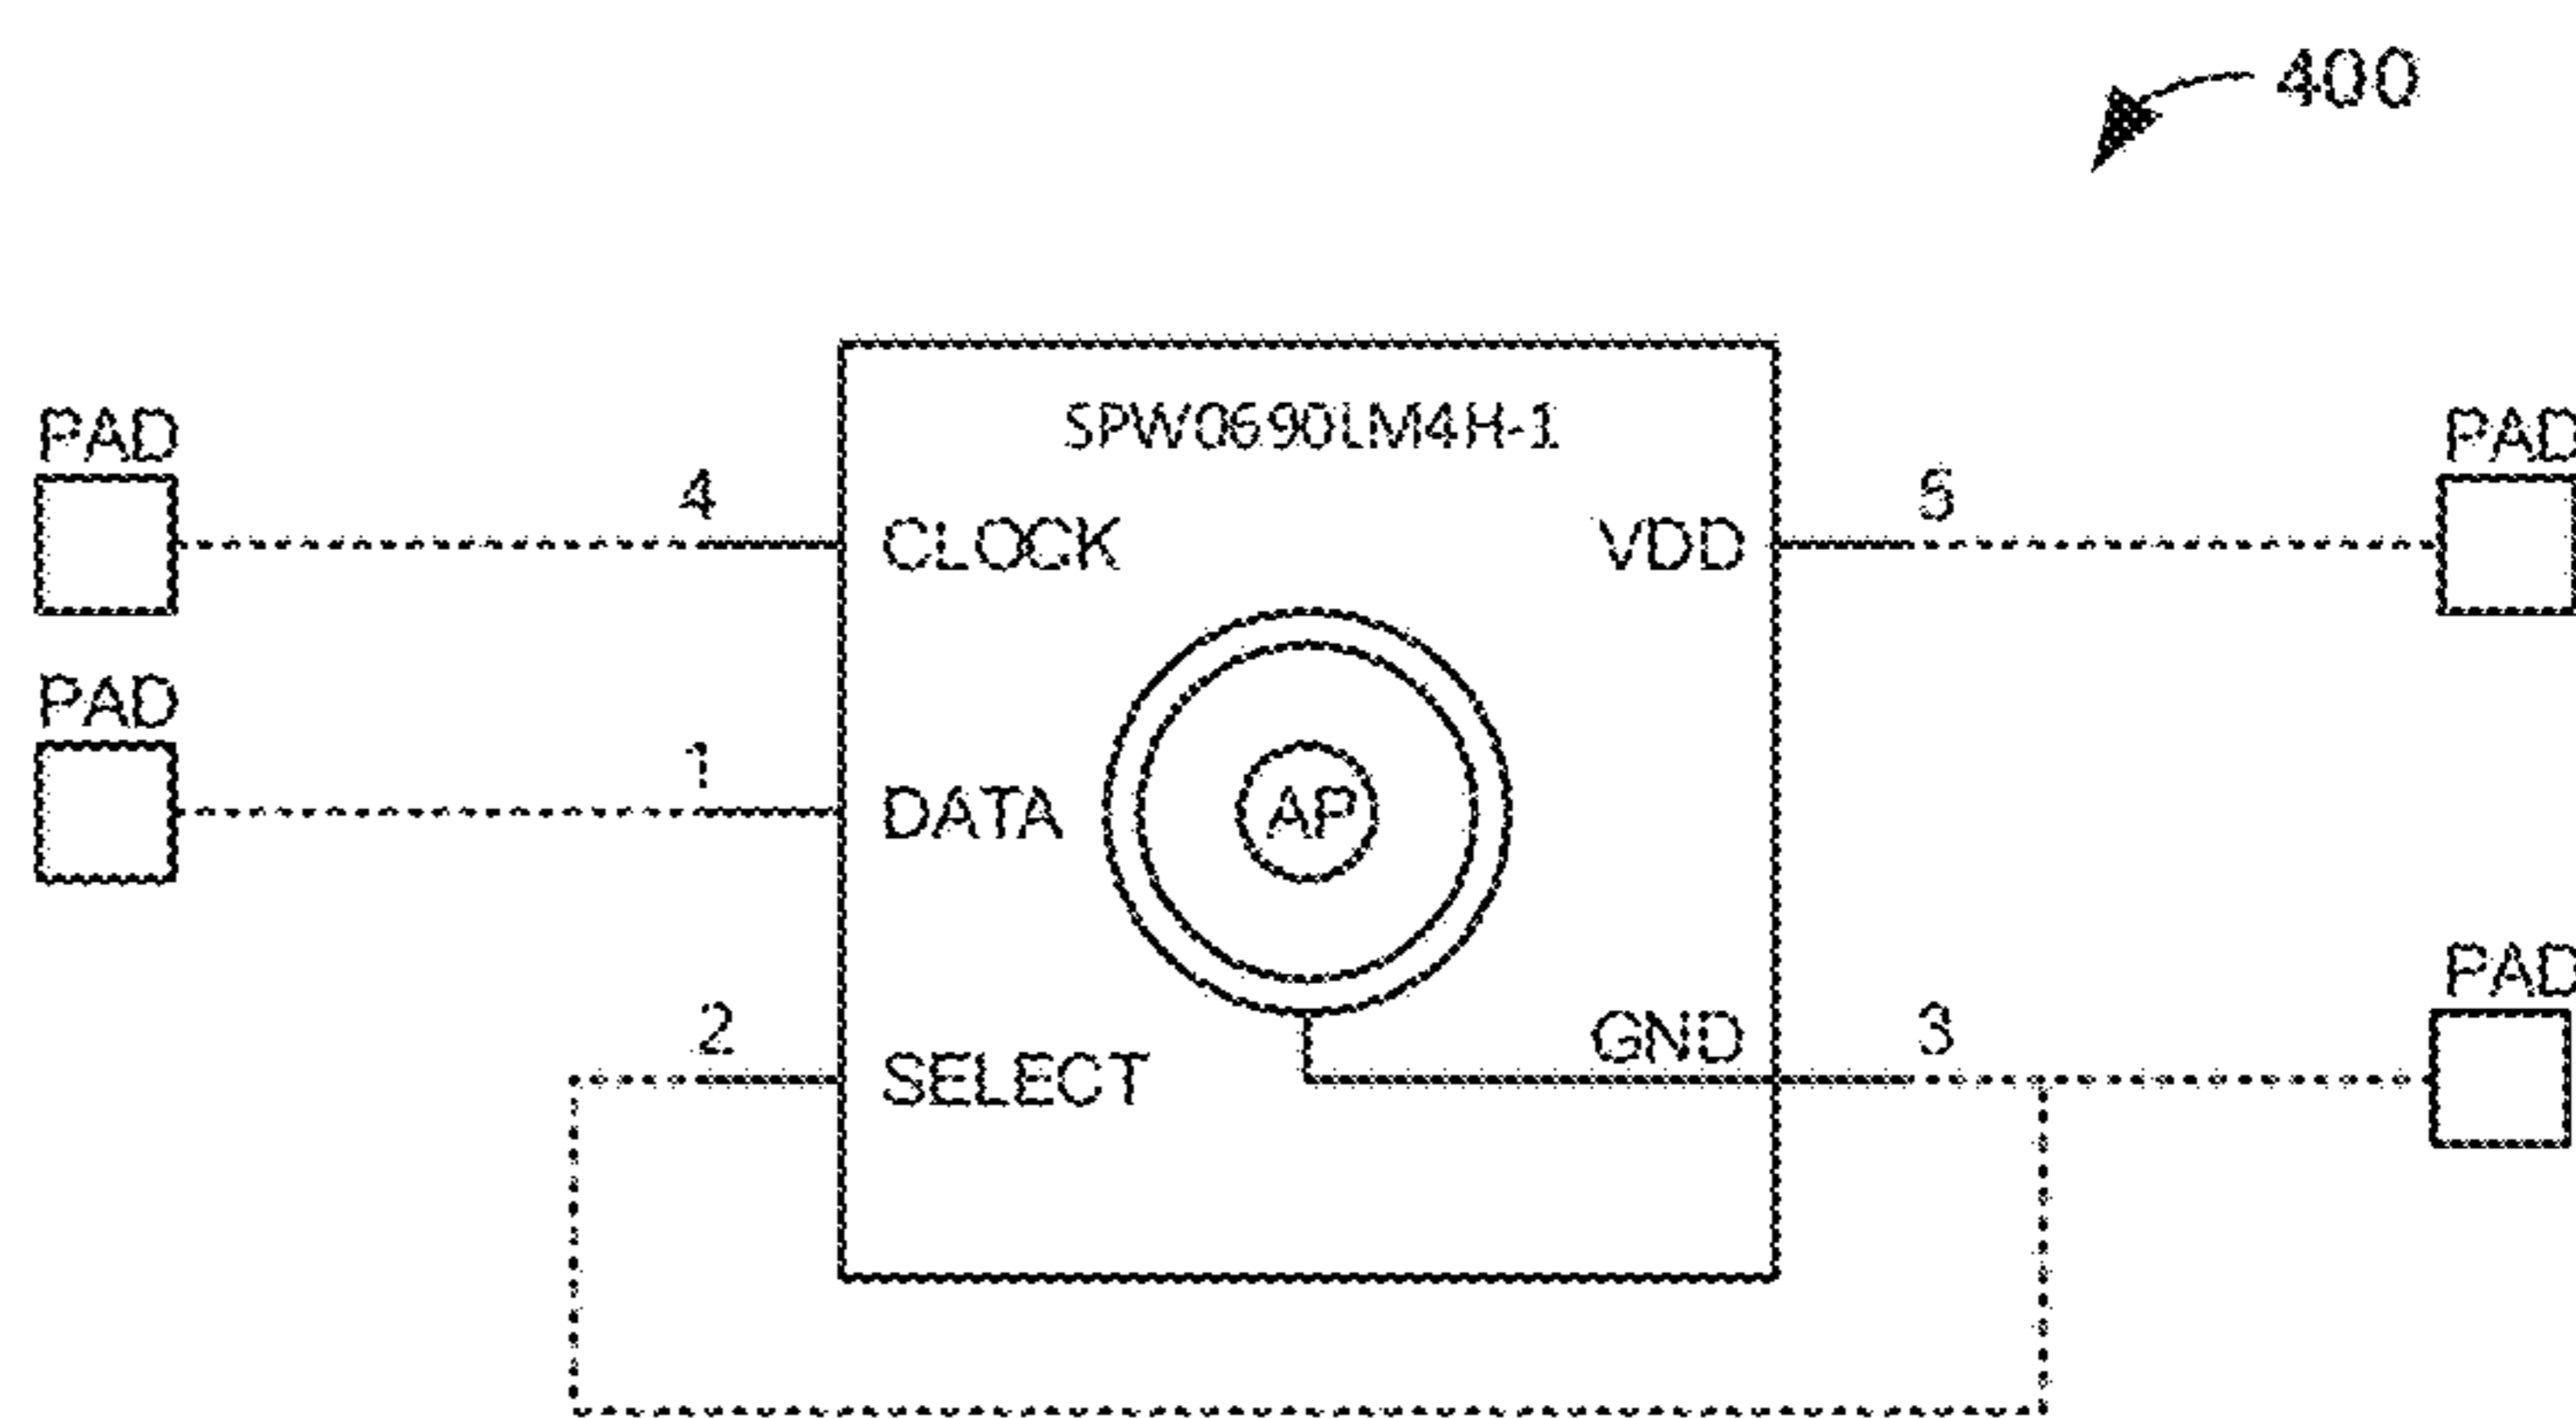 400
SPW0690LM4H-1
PAD
4
CLOCK
VDD
5
PAD
PAD
1
DATA
AP
2
SELECT
GND
3
PAD